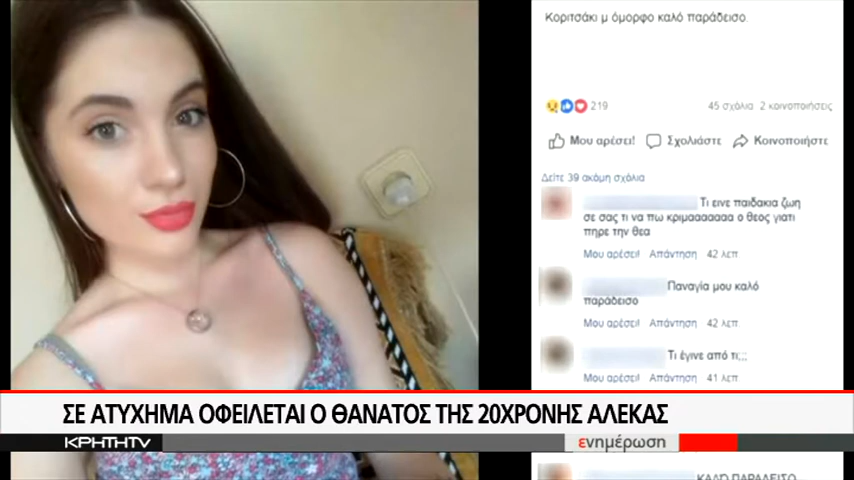 Κοριτσάκι μ όμορφο καλό παράδεισο.
219
45 σχόλια 2 κοινοποιήσεις
Μου αρέσει! Σχολιάστε Κοινοποιήστε
Δείτε 39 ακόμη σχόλια
Τι εινε παιδακια ζωη
σε σας τι να πω κριμααααααα ο θεος γιατι
πηρε την θεα
Μου αρέσει! Απάντηση 42 λεπ
Παναγία μου καλό
παράδεισο
Μου αρέσει! Απάντηση 42 λεπ
Τι έγινε από τι;;;
Μου αρέσει! Απάντηση 41 λεπ
ΣΕ ΑΤΥΧΗΜΑ ΟΦΕΙΛΕΤΑΙ Ο ΘΑΝΑΤΟΣ ΤΗΣ 20ΧΡΟΝΗΣ ΑΛΕΚΑΣ
ΚΡΗΤΗTV
ενημέρωση
ΚΑΛΟ ΠΑΡΑΔΕΙΣΟ